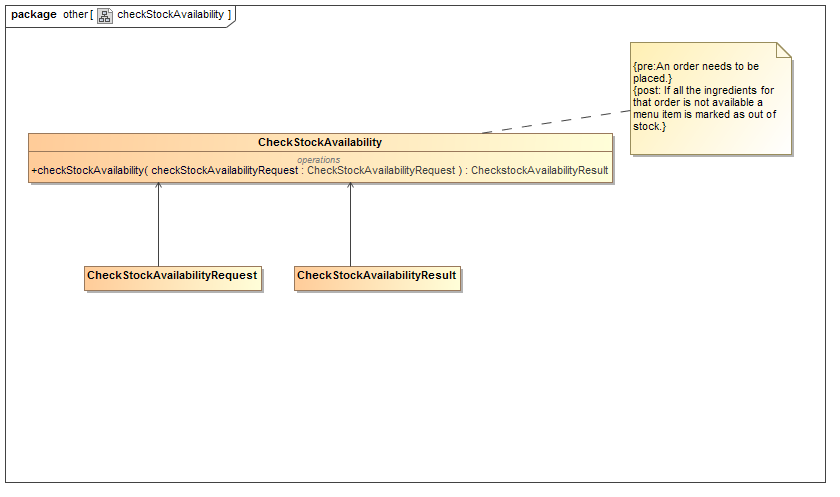 package other [ checkStockAvailability ]
{pre:An order needs to be
placed.}
{post: If all the ingredients for
that order is not available a
menu item is marked as out of
stock.}
CheckStockAvailability
operations
+checkStockAvailability( checkStockAvailabilityRequest : CheckStockAvailabilityRequest ) : CheckstockAvailabilityResult
CheckStockAvailabilityRequest
CheckStockAvailabilityResult